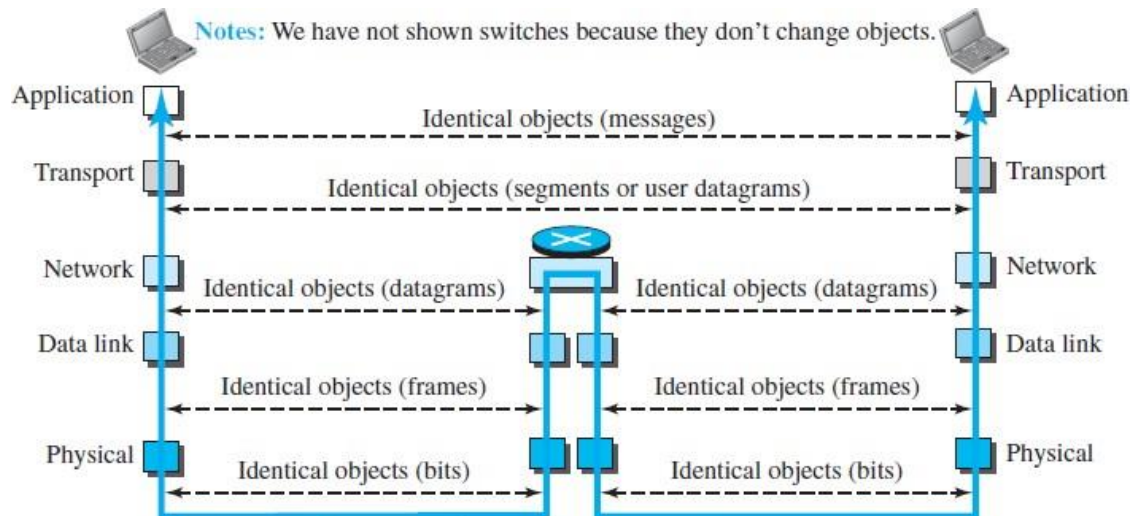 Notes: We have not shown switches because they don't change objects.
Application
Application
Identical objects (messages)
Transport
Transport
Identical objects (segments or user datagrams)
Network
Network
Identical objects (datagrams)
Identical objects (datagrams)
Data link
Data link
Identical objects (frames)
Identical objects (frames)
Physical
Physical
Identical objects (bits)
Identical objects (bits)